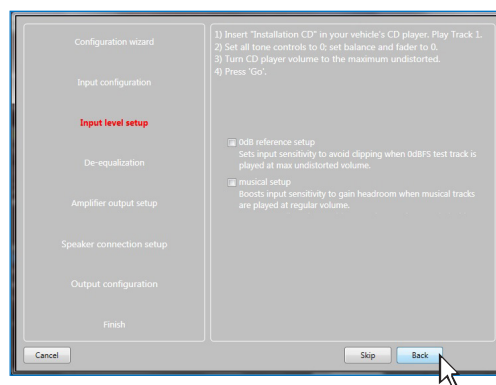 Configuration wizard
Input configuration
Input level setup
De-equalization
Amplifier output setup
Speaker connection setup
Output configuration
Finish
1) Insert "Installation CD" in your vehicle's CD player. Play Track 1.
2) Set all tone controls to 0; set balance and fader to 0.
3) Turn CD player volume to the maximum undistorted.
4) Press 'Go'.
0dB reference setup
Sets input sensitivity to avoid clipping when 0dBFS test track is
played at max undistorted volume.
musical setup
Boosts input sensitivity to gain headroom when musical tracks
are played at regular volume.
Cancel
Skip
Back